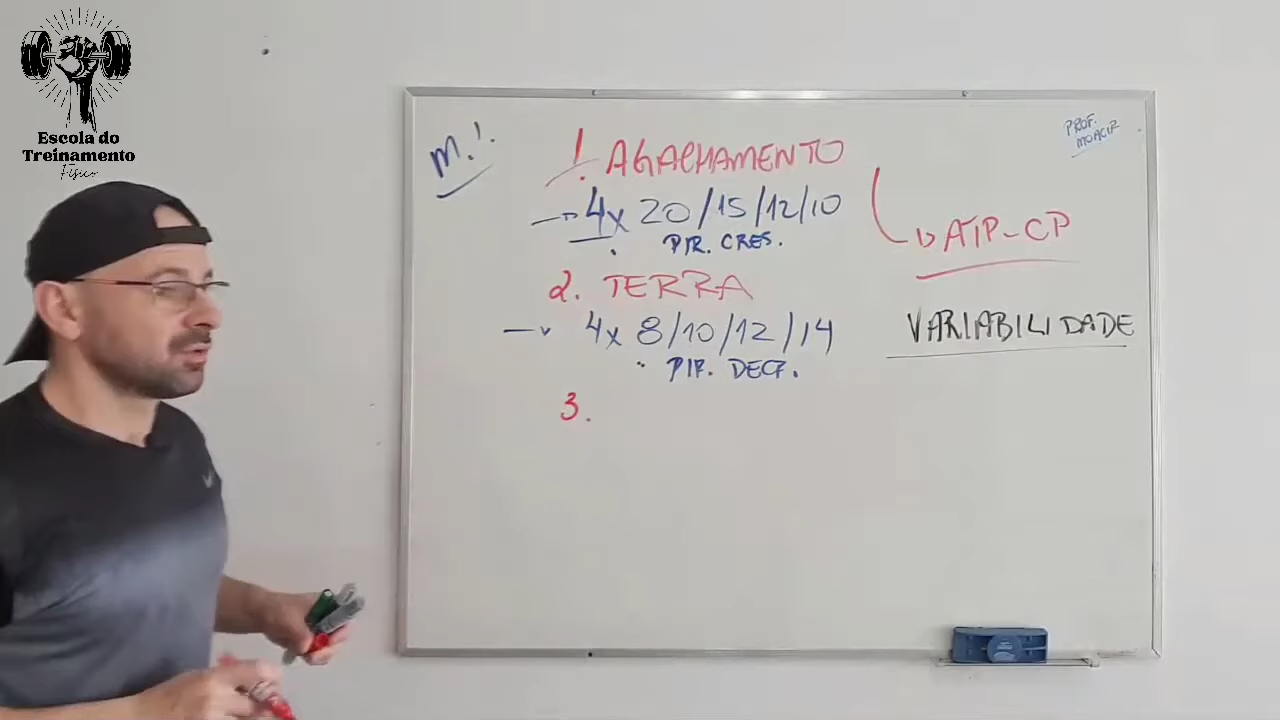 Escola do
Treinamento
Físico
M.I.
1. AGACHAMENTO
4x 20/15/12/10
PIR. CRES.
ATP-CP
2. TERRA
4x 8/10/12/14
PIR. DECR.
3.
VARIABILIDADE
PROF.
MOACIR